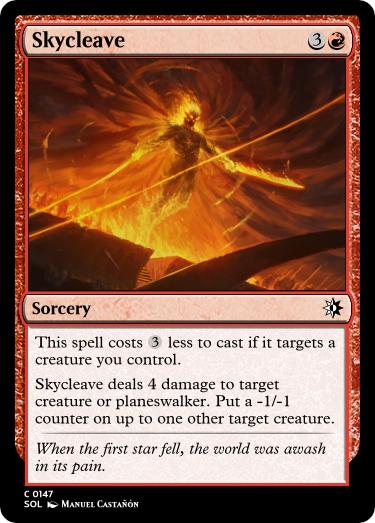 Skycleave 3
Sorcery
This spell costs 3 less to cast if it targets a
creature you control.
Skycleave deals 4 damage to target
creature or planeswalker. Put a -1/-1
counter on up to one other target creature.
When the first star fell, the world was awash
in its pain.
C 0147
SOL Manuel Castañón